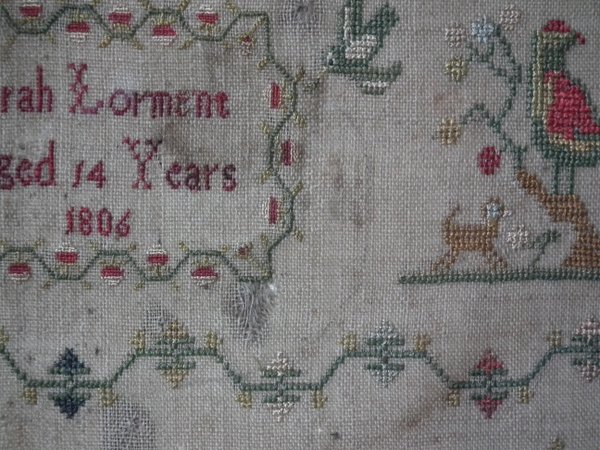 rah Lorment
ged 14 Years
1806